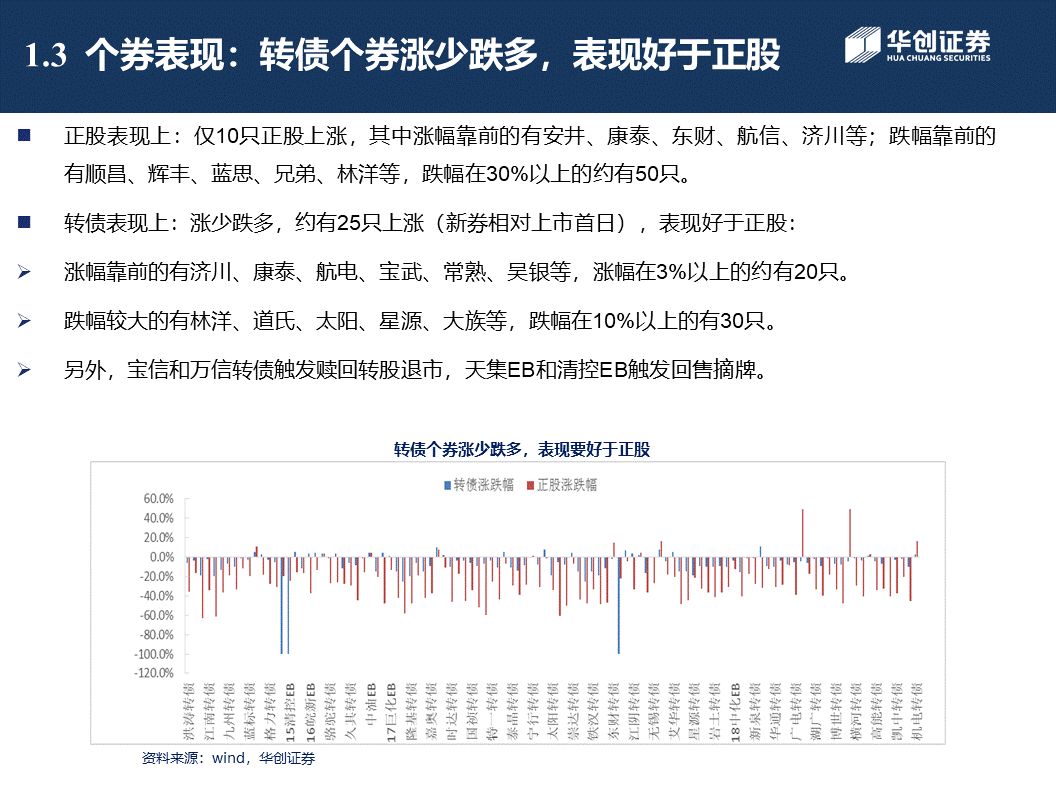 1.3 个券表现：转债个券涨少跌多，表现好于正股
华创证券
HUA CHUANG SECURITIES
正股表现上：仅10只正股上涨，其中涨幅靠前的有安井、康泰、东财、航信、济川等；跌幅靠前的
有顺昌、辉丰、蓝思、兄弟、林洋等，跌幅在30%以上的约有50只。
转债表现上：涨少跌多，约有25只上涨（新券相对上市首日），表现好于正股：
涨幅靠前的有济川、康泰、航电、宝武、常熟、吴银等，涨幅在3%以上的约有20只。
跌幅较大的有林洋、道氏、太阳、星源、大族等，跌幅在10%以上的有30只。
另外，宝信和万信转债触发赎回转股退市，天集EB和清控EB触发回售摘牌。
转债个券涨少跌多，表现要好于正股
转债涨跌幅 正股涨跌幅
60.0%
40.0%
20.0%
0.0%
-20.0%
-40.0%
-60.0%
-80.0%
-100.0%
-120.0%
洪涛转债
江南转债
九州转债
蓝标转债
格力转债
15清控EB
16皖新EB
骆驼转债
久其转债
中油EB
17巨化EB
隆基转债
嘉奥转债
时达转债
国祯转债
特一转债
泰晶转债
宁行转债
太阳转债
崇达转债
铁汉转债
东财转债
江阴转债
无锡转债
艾华转债
星源转债
岩土转债
18中化EB
新泉转债
华通转债
广电转债
湖广转债
博世转债
横河转债
高能转债
凯中转债
机电转债
资料来源：wind，华创证券